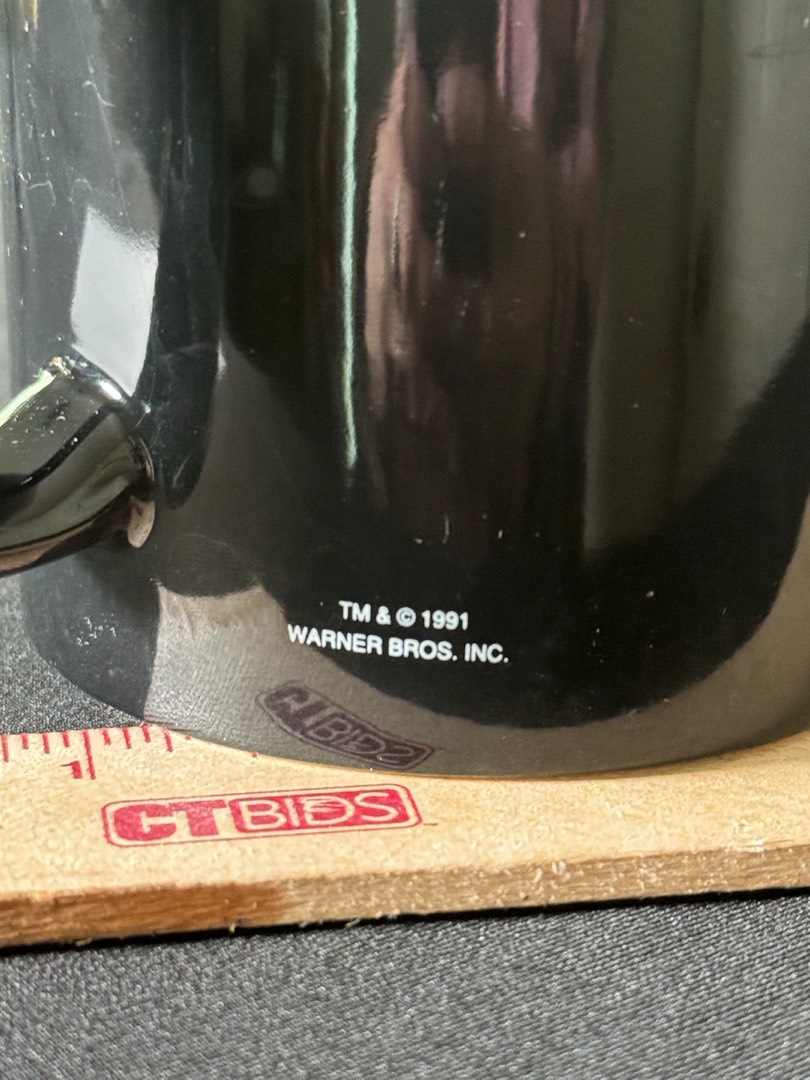 TM & © 1991
WARNER BROS. INC.
CTBIDS